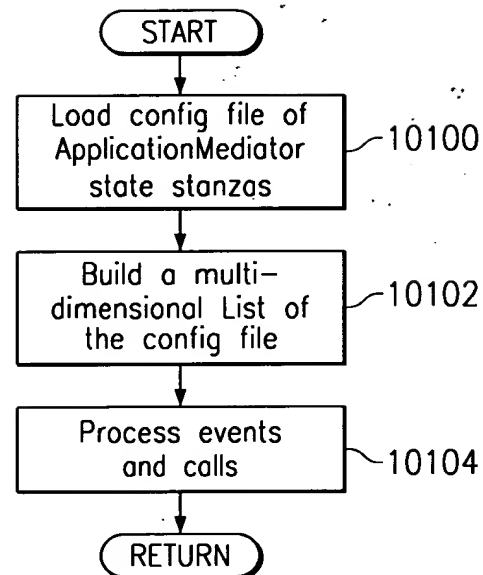 START
Load config file of
ApplicationMediator
state stanzas
10100
Build a multi-
dimensional List of
the config file
10102
Process events
and calls
10104
RETURN